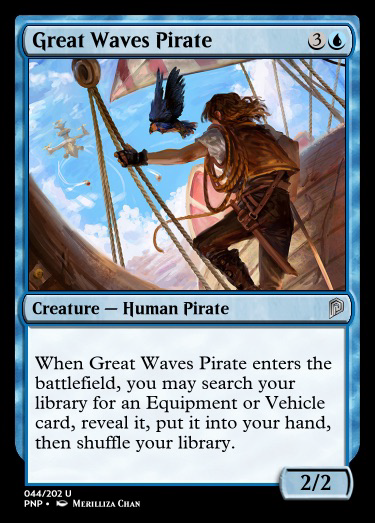 Great Waves Pirate 3
Creature — Human Pirate
When Great Waves Pirate enters the
battlefield, you may search your
library for an Equipment or Vehicle
card, reveal it, put it into your hand,
then shuffle your library.
2/2
044/202 U
PNP • Merilliza Chan